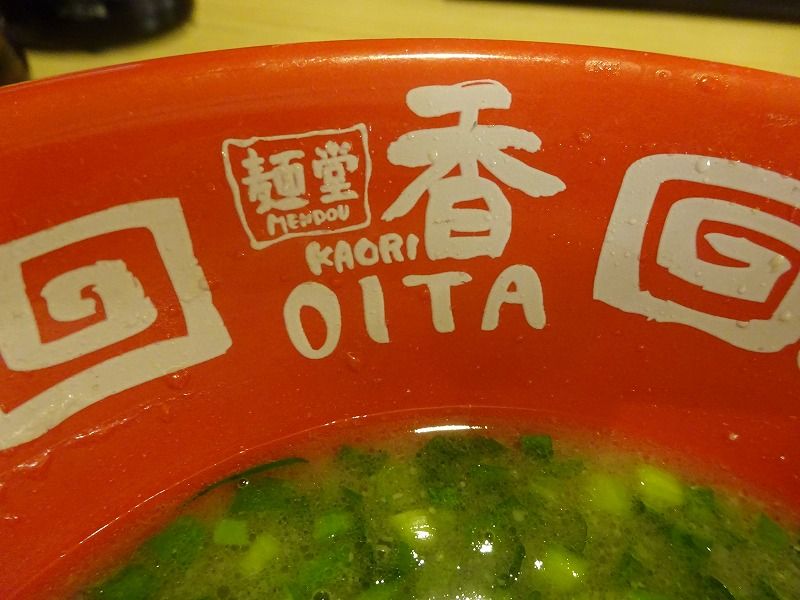 麺堂
MENDOU
香
KAORI
OITA